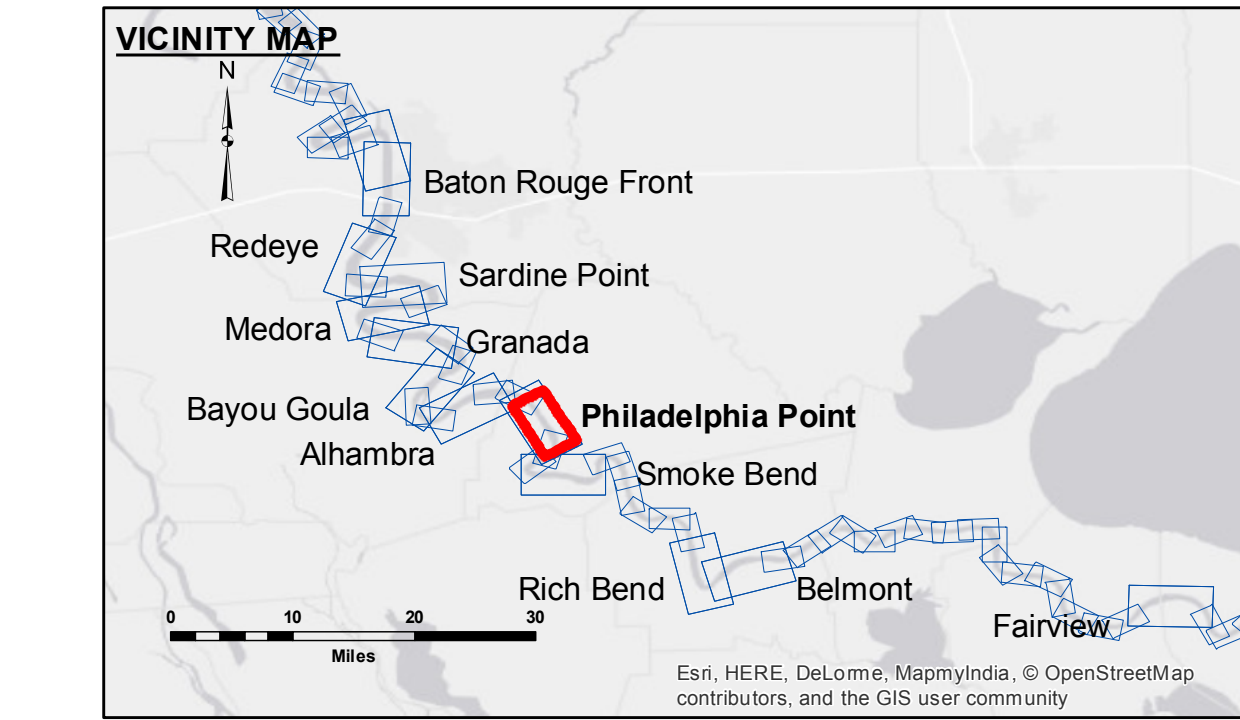 VICINITY MAP
N
Baton Rouge Front
Redeye
Sardine Point
Medora
Granada
Bayou Goula
Philadelphia Point
Alhambra
Smoke Bend
Rich Bend
Belmont
Fairview
0 10 20 30
Miles
Esri, HERE, DeLorme, MapmyIndia, © OpenStreetMap
contributors, and the GIS user community